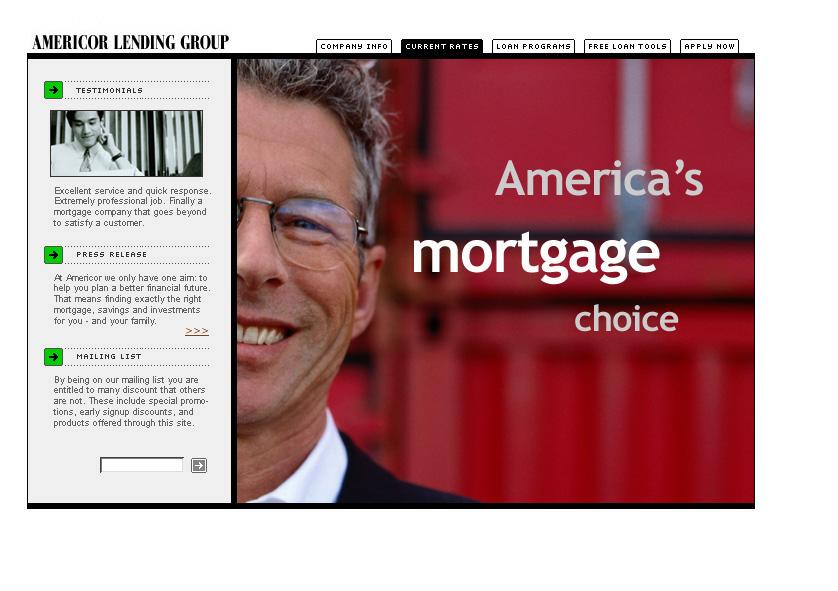 AMERICOR LENDING GROUP
COMPANY INFO
CURRENT RATES
LOAN PROGRAMS
FREE LOAN TOOLS
APPLY NOW
TESTIMONIALS
Excellent service and quick response.
Extremely professional job. Finally a
mortgage company that goes beyond
to satisfy a customer.
PRESS RELEASE
At Americor we only have one aim: to
help you plan a better financial future.
That means finding exactly the right
mortgage, savings and investments
for you - and your family.
>>>
MAILING LIST
By being on our mailing list you are
entitled to many discount that others
are not. These include special promo-
tions, early signup discounts, and
products offered through this site.
America's
mortgage
choice